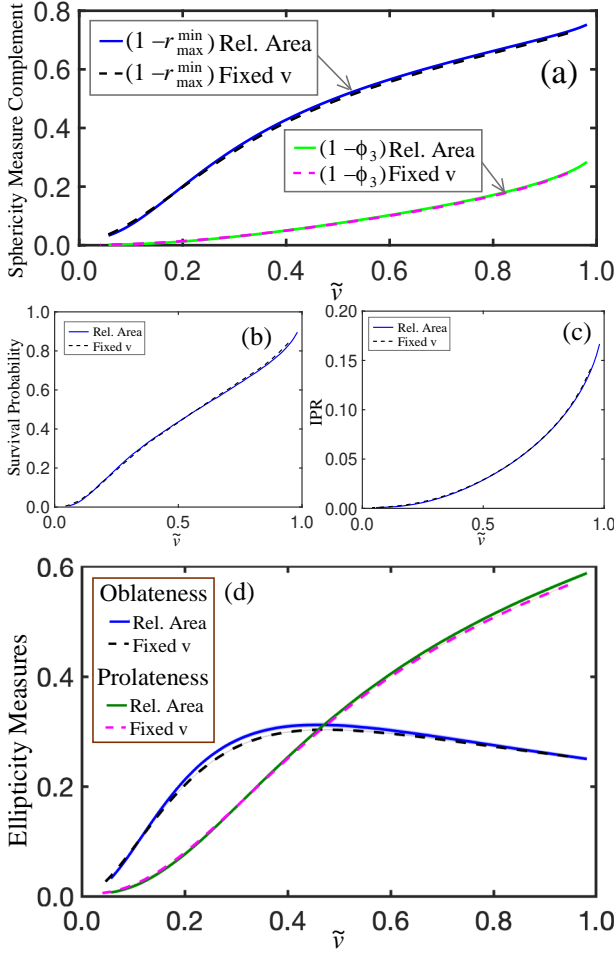 Sphericity Measure Complement
0.8
0.6
0.4
0.2
0.0
(1 −r min max) Rel. Area
(1 −r min max) Fixed v
(a)
(1 −ϕ3) Rel. Area
(1 −ϕ3) Fixed v
0.0 0.2 0.4 0.6 0.8 1.0
ṽ
Survival Probability
1.0
0.8
0.6
0.4
0.2
0.0
Rel. Area
Fixed v
(b)
0.0 0.5 1.0
ṽ
IPR
0.20
0.15
0.10
0.05
0.00
Rel. Area
Fixed v
(c)
0.0 0.5 1.0
ṽ
Ellipticity Measures
0.6
0.4
0.2
0.0
Oblateness
Rel. Area
Fixed v
Prolateness
Rel. Area
Fixed v
(d)
0.0 0.2 0.4 0.6 0.8 1.0
ṽ